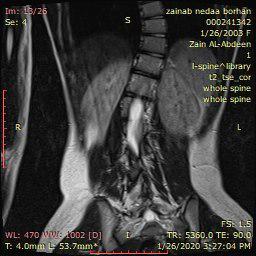 Im: 13/26
Se: 4
S
zainab nedaa borhan
000241342
1/26/2003 F
Zain AL-Abdeen
1
l-spine^library
t2_tse_cor
whole spine
whole spine
R
L
FS: 1.5
WL: 470 WW: 1002 [D]
I
TR: 5360.0 TE: 90.0
T: 4.0mm L: 53.7mm*
1/26/2020 3:27:04 PM